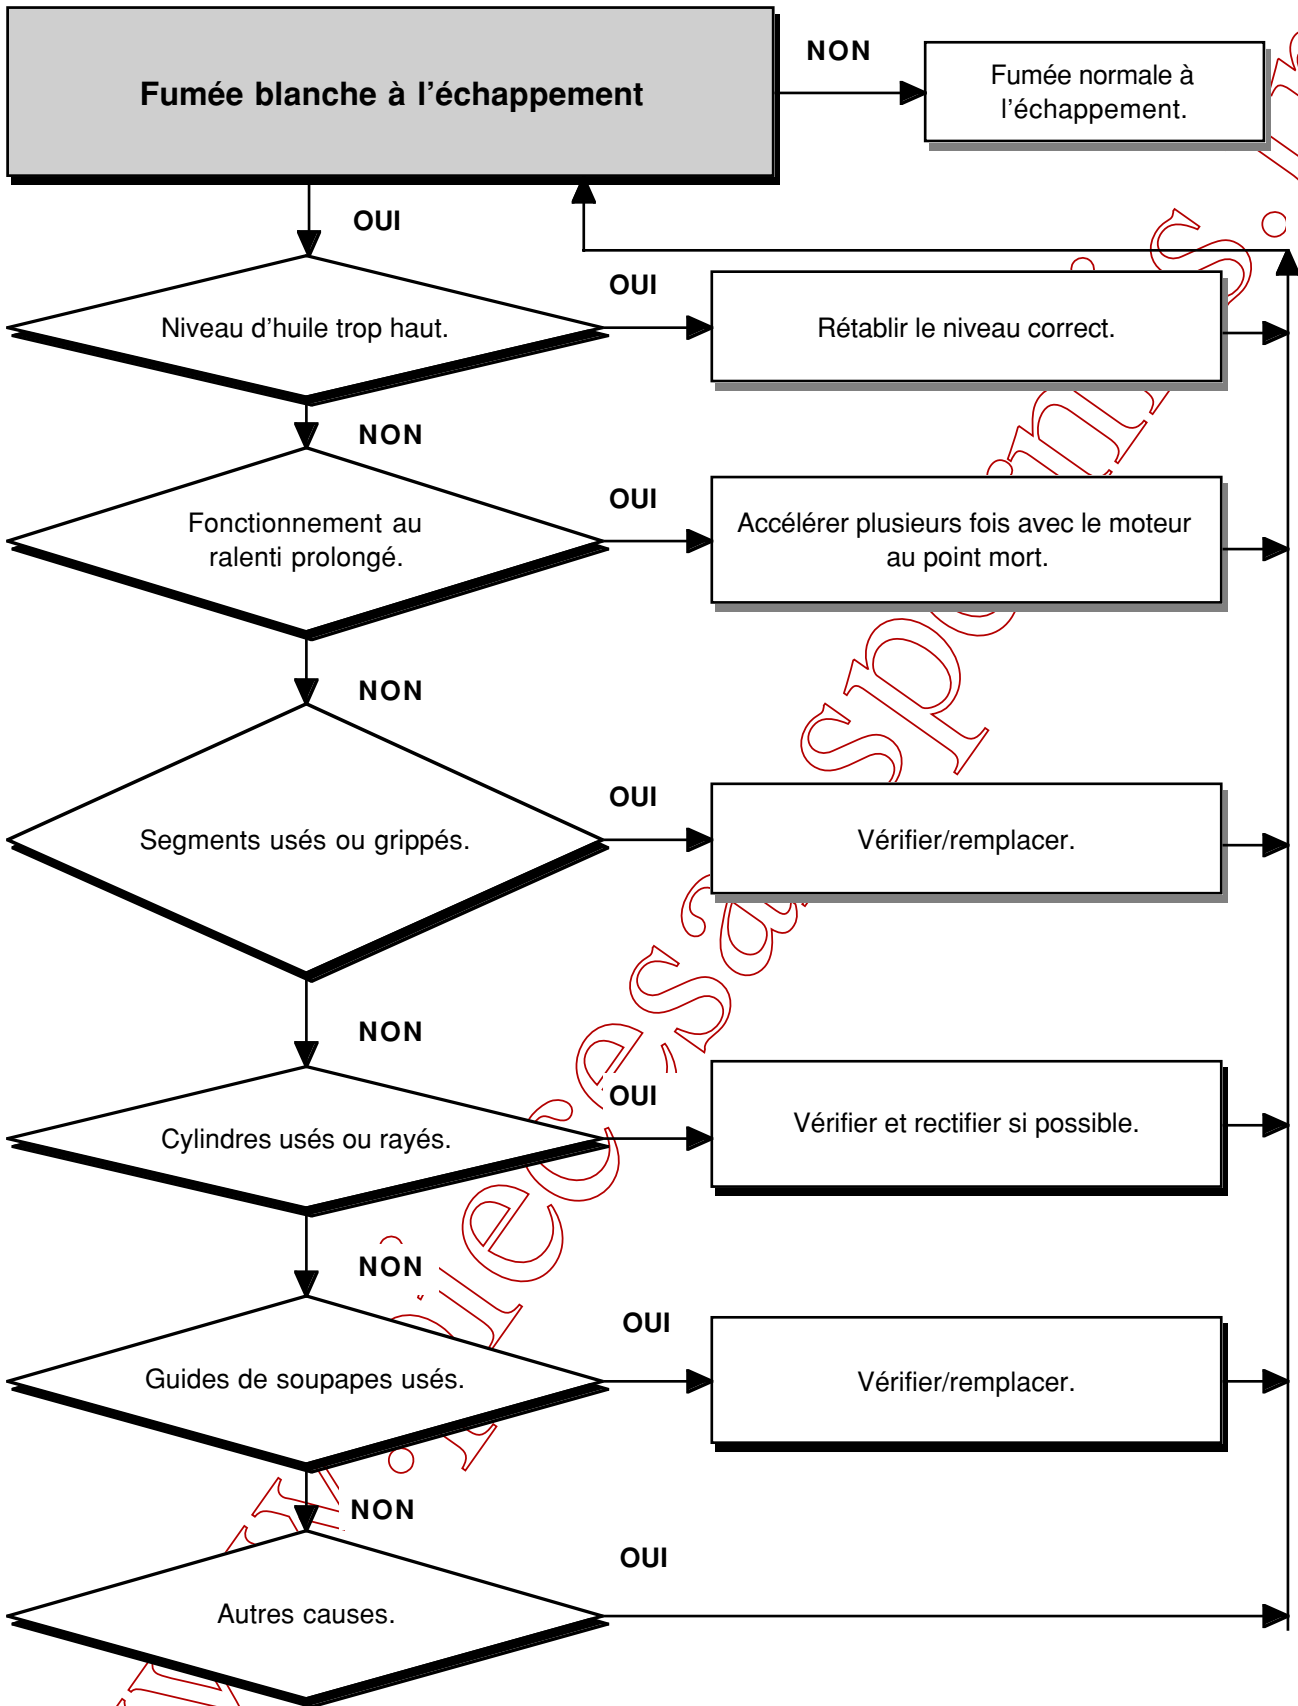 Fumée blanche à l'échappement
NON
Fumée normale à
l'échappement.
OUI
Niveau d'huile trop haut.
OUI
Rétablir le niveau correct.
NON
Fonctionnement au
ralenti prolongé.
OUI
Accélérer plusieurs fois avec le moteur
au point mort.
NON
Segments usés ou grippés.
OUI
Vérifier/remplacer.
NON
Cylindres usés ou rayés.
OUI
Vérifier et rectifier si possible.
NON
Guides de soupapes usés.
OUI
Vérifier/remplacer.
NON
Autres causes.
OUI